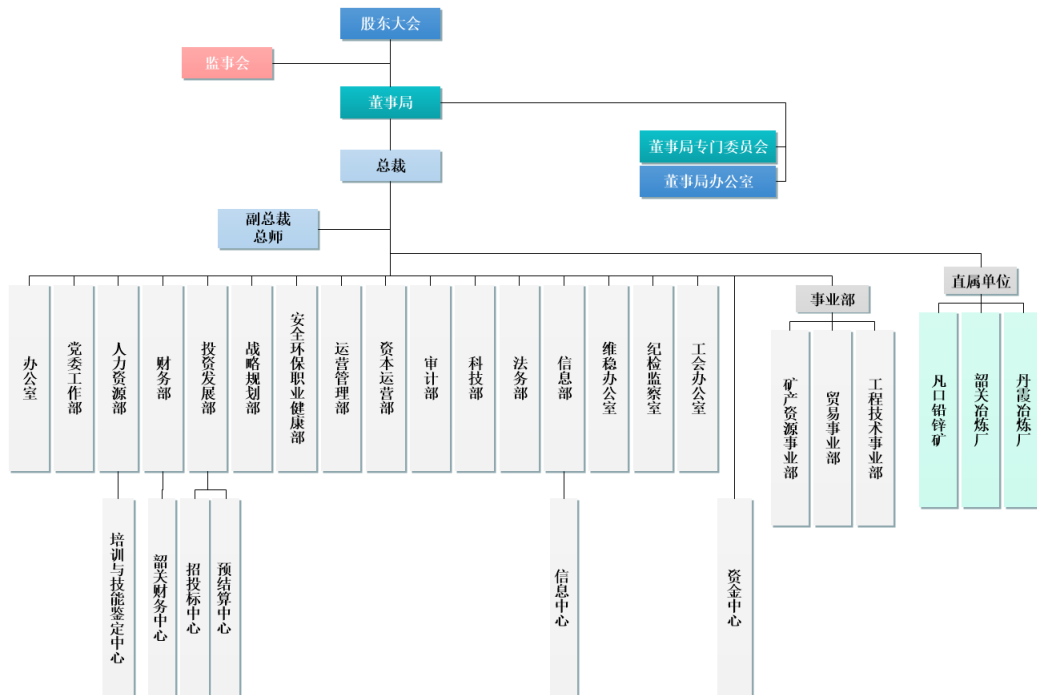 股东大会
监事会
董事局
董事局专门委员会
总裁
董事局办公室
副总裁
总师
直属单位
事业部
办公室
党委工作部
人力资源部
财务部
投资发展部
战略规划部
安全环保职业健康部
运营管理部
资本运营部
审计部
科技部
法务部
信息部
维稳办公室
纪检监察室
工会办公室
矿产资源事业部
贸易事业部
工程技术事业部
凡口铅锌矿
韶关冶炼厂
丹霞冶炼厂
培训与技能鉴定中心
韶关财务中心
招投标中心
预结算中心
信息中心
资金中心